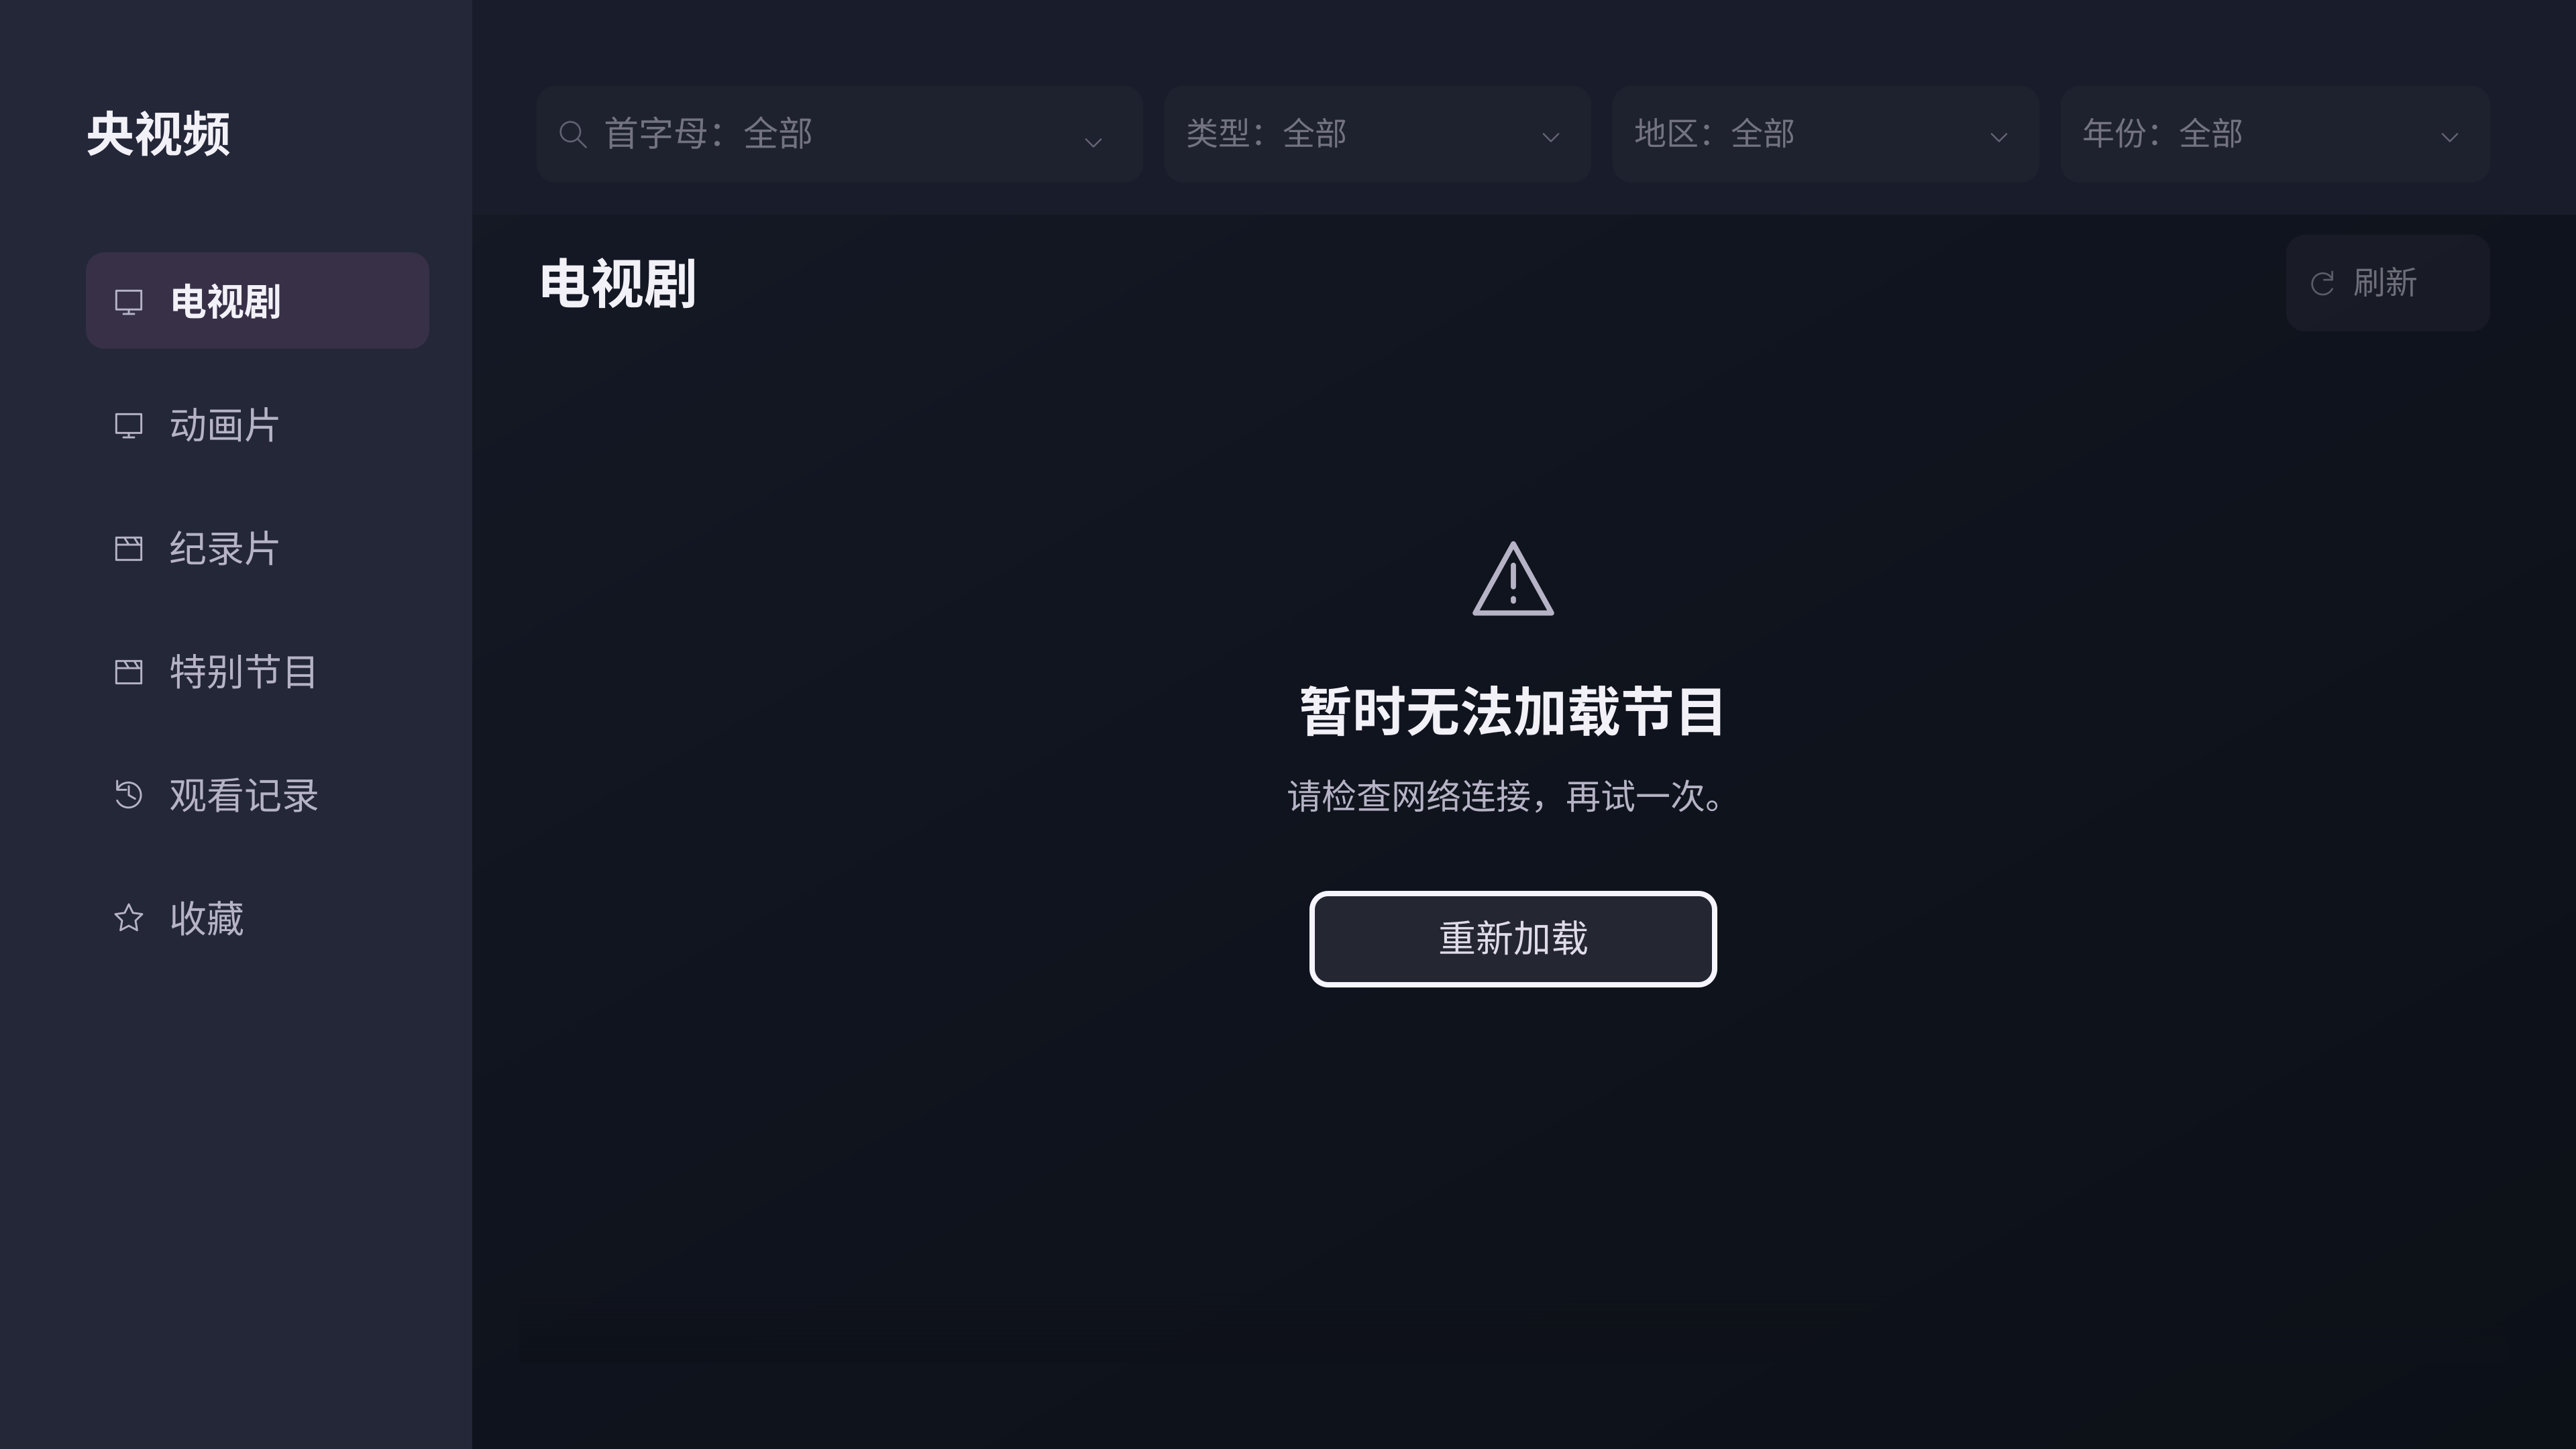 央视频
首字母：全部
类型：全部
地区：全部
年份：全部
电视剧
刷新
电视剧
动画片
纪录片
特别节目
观看记录
收藏
暂时无法加载节目
请检查网络连接，再试一次。
重新加载